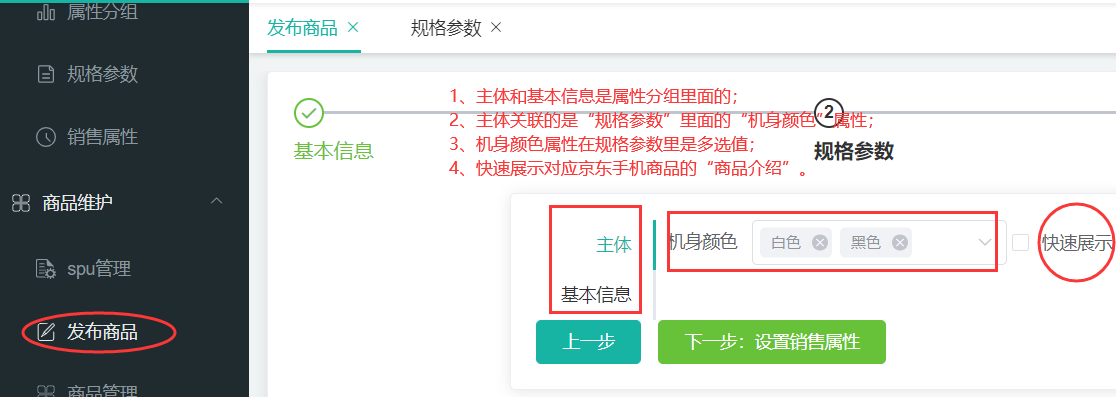 属性分组
规格参数
销售属性
商品维护
spu管理
发布商品
商品管理
发布商品 ×
规格参数 ×
1、主体和基本信息是属性分组里面的；
2、主体关联的是“规格参数”里面的“机身颜色”属性；
3、机身颜色属性在规格参数里是多选值；
4、快速展示对应京东手机商品的“商品介绍”。
基本信息
2
规格参数
主体
机身颜色
白色
黑色
快速展示
基本信息
上一步
下一步：设置销售属性